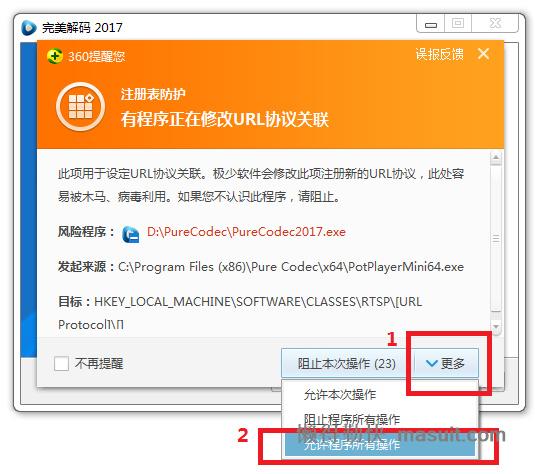 完美解码 2017
360提醒您
误报反馈
注册表防护
有程序正在修改URL协议关联
此项用于设定URL协议关联。极少软件会修改此项注册新的URL协议，此处容
易被木马、病毒利用。如果您不认识此程序，请阻止。
风险程序： D:\PureCodec\PureCodec2017.exe
发起来源：C:\Program Files (x86)\Pure Codec\x64\PotPlayerMini64.exe
目标：HKEY_LOCAL_MACHINE\SOFTWARE\CLASSES\RTSP\[URL
Protocol]\[]
1
不再提醒
阻止本次操作 (23)
更多
允许本次操作
阻止程序所有操作
2
允许程序所有操作
masuit.com